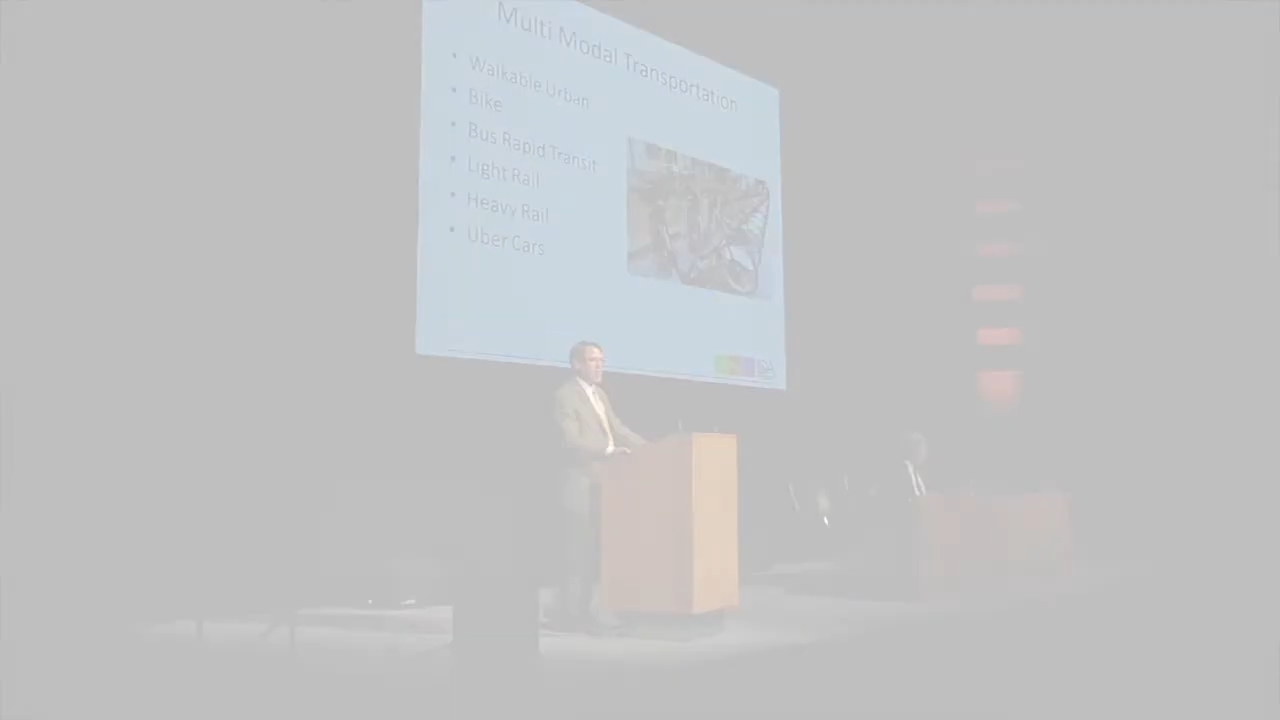 Multi Modal Transportation
• Walkable Urban
• Bike
• Bus Rapid Transit
• Light Rail
• Heavy Rail
• Uber Cars